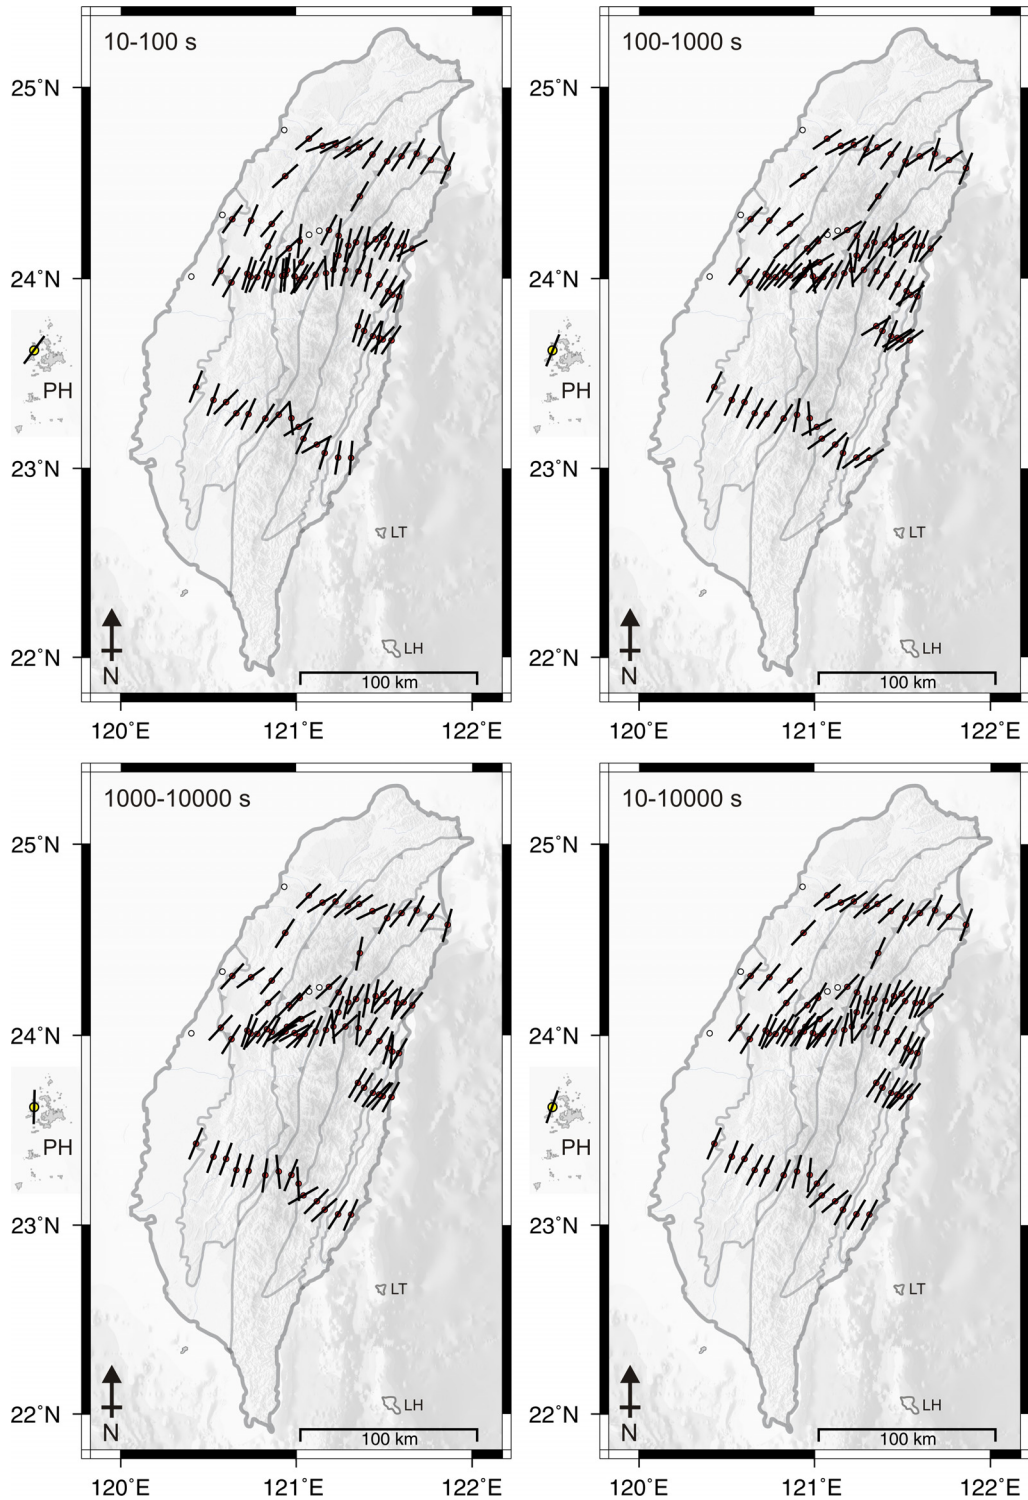 10-100 s
100-1000 s
25˚N
25˚N
24˚N
24˚N
PH
PH
23˚N
23˚N
LT
LT
22˚N
22˚N
N
N
LH
LH
100 km
100 km
120˚E
121˚E
122˚E
120˚E
121˚E
122˚E
1000-10000 s
10-10000 s
25˚N
25˚N
24˚N
24˚N
PH
PH
23˚N
23˚N
LT
LT
22˚N
22˚N
N
N
LH
LH
100 km
100 km
120˚E
121˚E
122˚E
120˚E
121˚E
122˚E